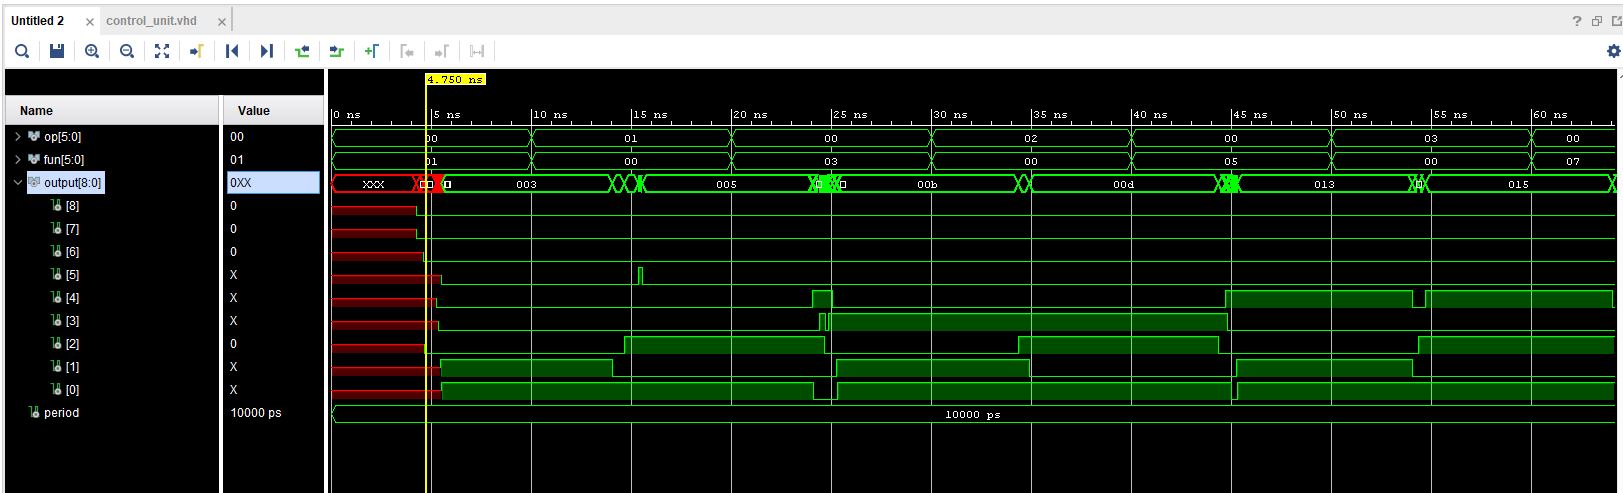 Untitled 2 × control_unit.vhd × ?
4.750 ns
Name Value
0 ns 5 ns 10 ns 15 ns 20 ns 25 ns 30 ns 35 ns 40 ns 45 ns 50 ns 55 ns 60 ns
op[5:0] 00 00 01 00 02 00 03 00
fun[5:0] 01 01 00 03 00 05 00 07
output[8:0] 0XX XXX 003 005 00b 00d 013 015
[8] 0
[7] 0
[6] 0
[5] X
[4] X
[3] X
[2] 0
[1] X
[0] X
period 10000 ps 10000 ps